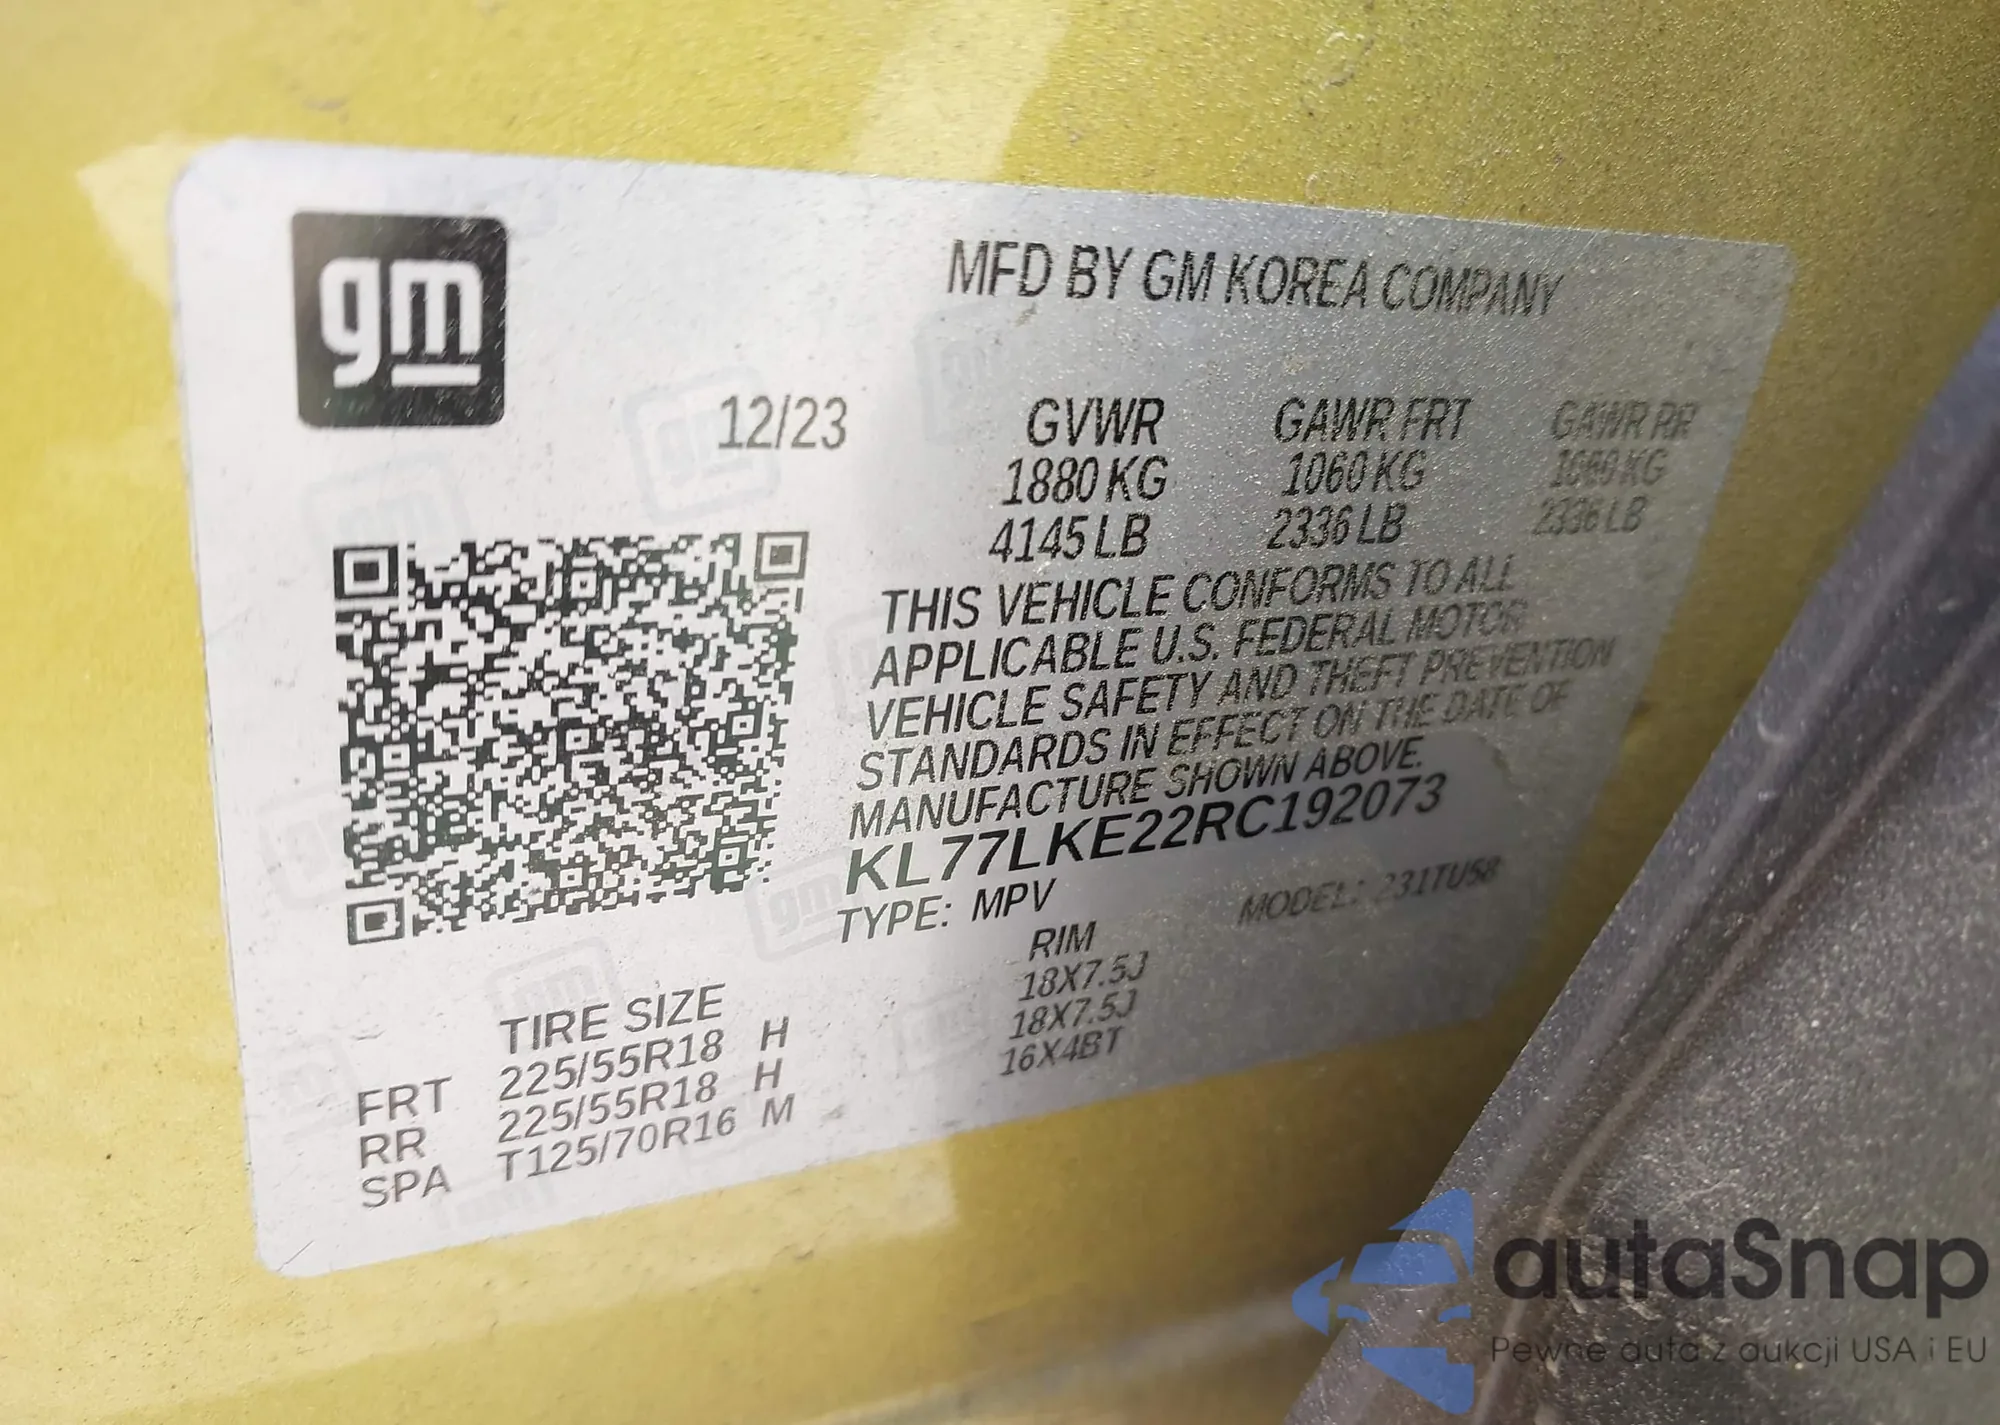 gm
MFD BY GM KOREA COMPANY
12/23
GVWR GAWR FRT GAWR RR
1880 KG 1060 KG 1060 KG
4145 LB 2336 LB 2336 LB
THIS VEHICLE CONFORMS TO ALL
APPLICABLE U.S. FEDERAL MOTOR
VEHICLE SAFETY AND THEFT PREVENTION
STANDARDS IN EFFECT ON THE DATE OF
MANUFACTURE SHOWN ABOVE.
KL77LKE22RC192073
TYPE: MPV MODEL:
TIRE SIZE RIM
FRT 225/55R18 H 18X7.5J
RR 225/55R18 H 18X7.5J
SPA T125/70R16 M 16X4BT
autaSnap
Pewne auta z aukcji USA i EU